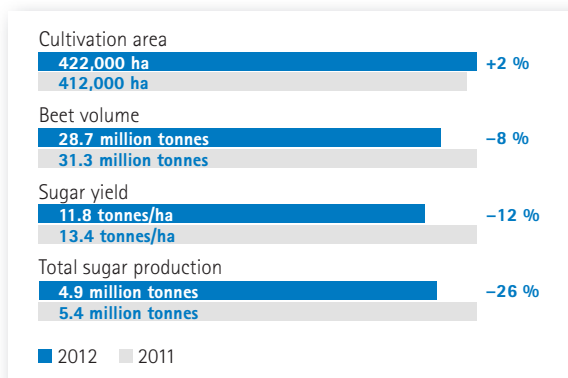 Cultivation area
422,000 ha
+2 %
412,000 ha
Beet volume
28.7 million tonnes
–8 %
31.3 million tonnes
Sugar yield
11.8 tonnes/ha
–12 %
13.4 tonnes/ha
Total sugar production
4.9 million tonnes
–26 %
5.4 million tonnes
2012 2011